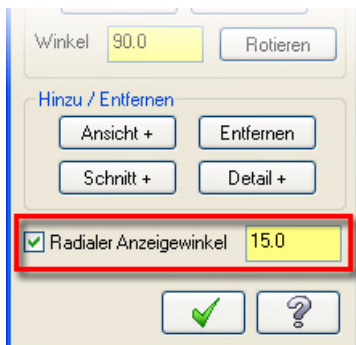 Winkel 90.0 Rotieren
Hinzu / Entfernen
Ansicht + Entfernen
Schnitt + Detail +
Radialer Anzeigewinkel 15.0